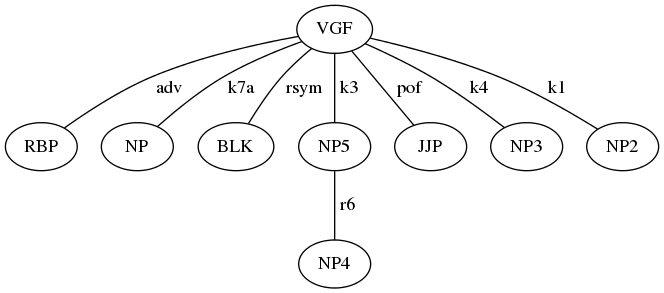 VGF
adv k7a rsym k3 pof k4 k1
RBP NP BLK NP5 JJP NP3 NP2
r6
NP4